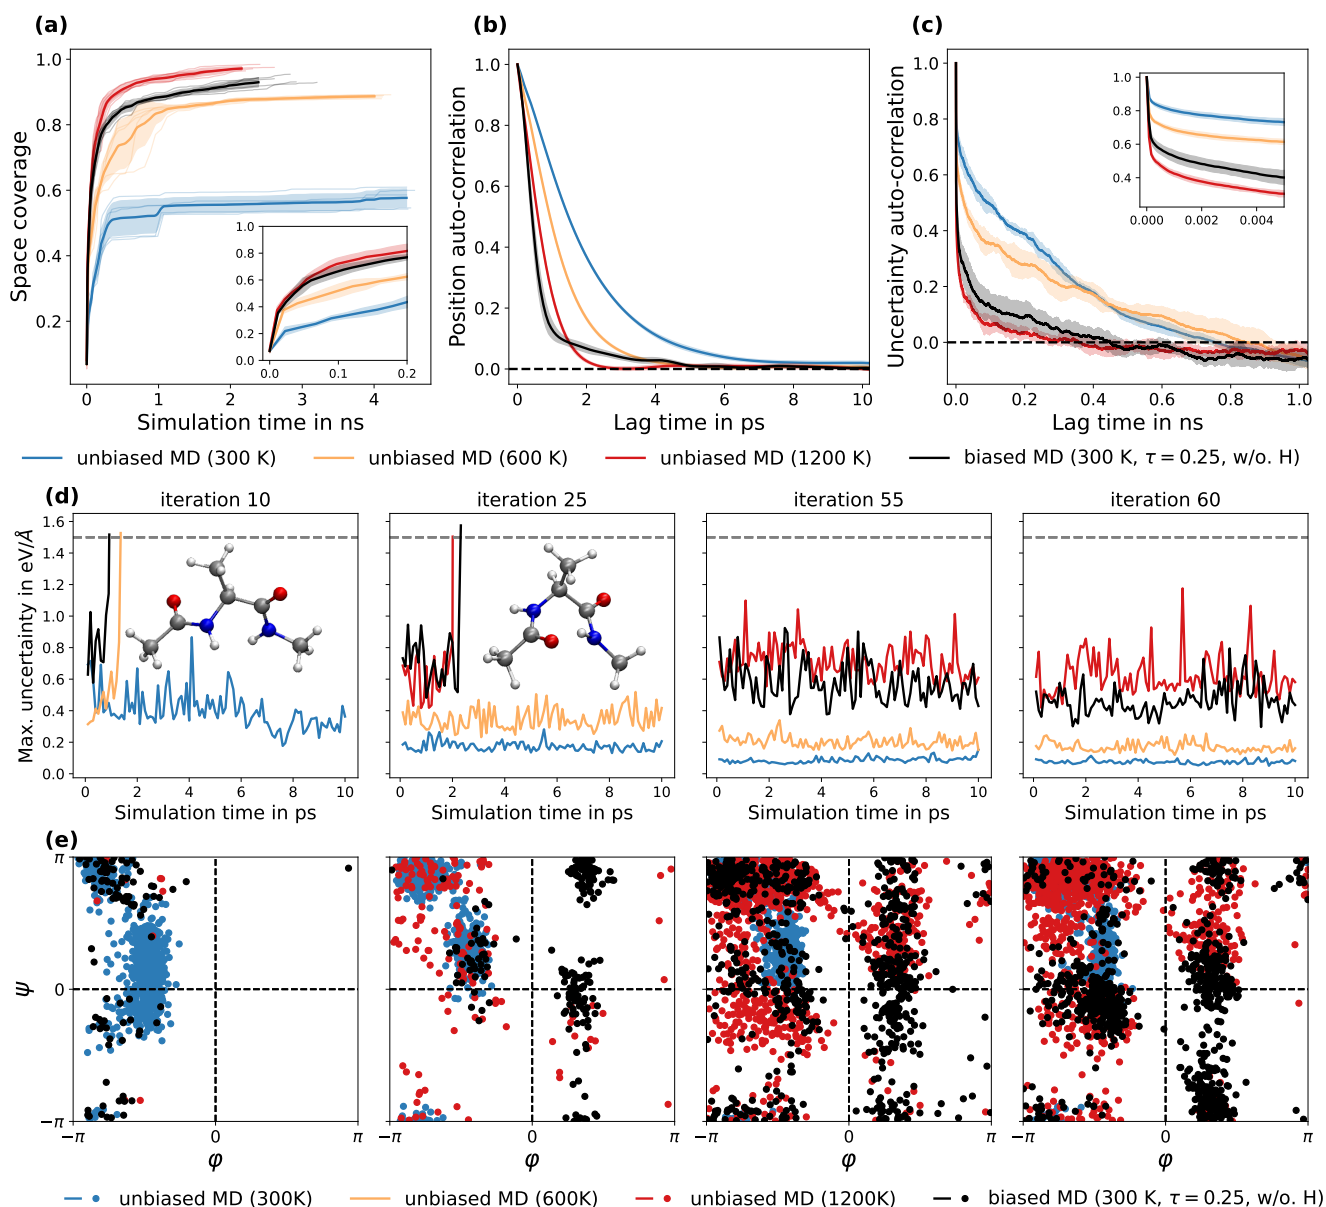 (a)
(b)
(c)
Space coverage
1.0
0.8
0.6
0.4
0.2
0 1 2 3 4
Simulation time in ns
1.0
0.8
0.6
0.4
0.2
0.0
0.0 0.1 0.2
Position auto-correlation
1.0
0.8
0.6
0.4
0.2
0.0
0 2 4 6 8 10
Lag time in ps
Uncertainty auto-correlation
1.0
0.8
0.6
0.4
0.2
0.0
0.0 0.2 0.4 0.6 0.8 1.0
Lag time in ns
1.0
0.8
0.6
0.4
0.000 0.002 0.004
unbiased MD (300 K) unbiased MD (600 K) unbiased MD (1200 K) biased MD (300 K, τ = 0.25, w/o. H)
(d)
iteration 10 iteration 25 iteration 55 iteration 60
Max. uncertainty in eV/Å
1.6
1.4
1.2
1.0
0.8
0.6
0.4
0.2
0.0
0 2 4 6 8 10 0 2 4 6 8 10 0 2 4 6 8 10 0 2 4 6 8 10
Simulation time in ps Simulation time in ps Simulation time in ps Simulation time in ps
(e)
ψ
π
0
−π
−π 0 π −π 0 π −π 0 π −π 0 π
φ φ φ φ
unbiased MD (300K) unbiased MD (600K) unbiased MD (1200K) biased MD (300 K, τ = 0.25, w/o. H)